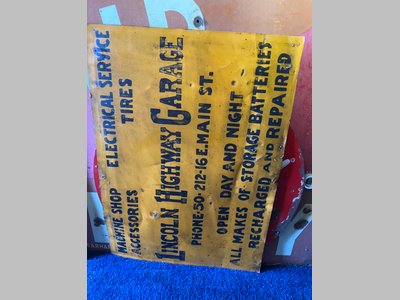 MACHINE SHOP ELECTRICAL SERVICE
ACCESSORIES TIRES
LINCOLN HIGHWAY GARAGE
PHONE-50-212-16 E. MAIN ST.
OPEN DAY AND NIGHT
ALL MAKES OF STORAGE BATTERIES
RECHARGED AND REPAIRED